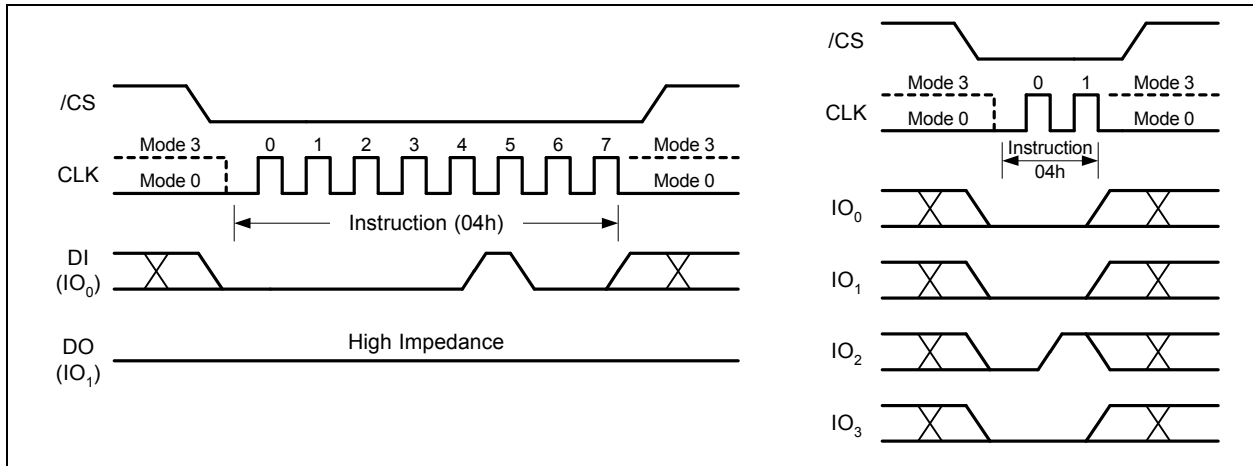 /CS
Mode 3 0 1 2 3 4 5 6 7 Mode 3
CLK
Mode 0 Mode 0
Instruction (04h)
DI
(IO0)
High Impedance
DO
(IO1)
/CS
Mode 3 0 1 Mode 3
CLK
Mode 0 Mode 0
Instruction
04h
IO0
IO1
IO2
IO3